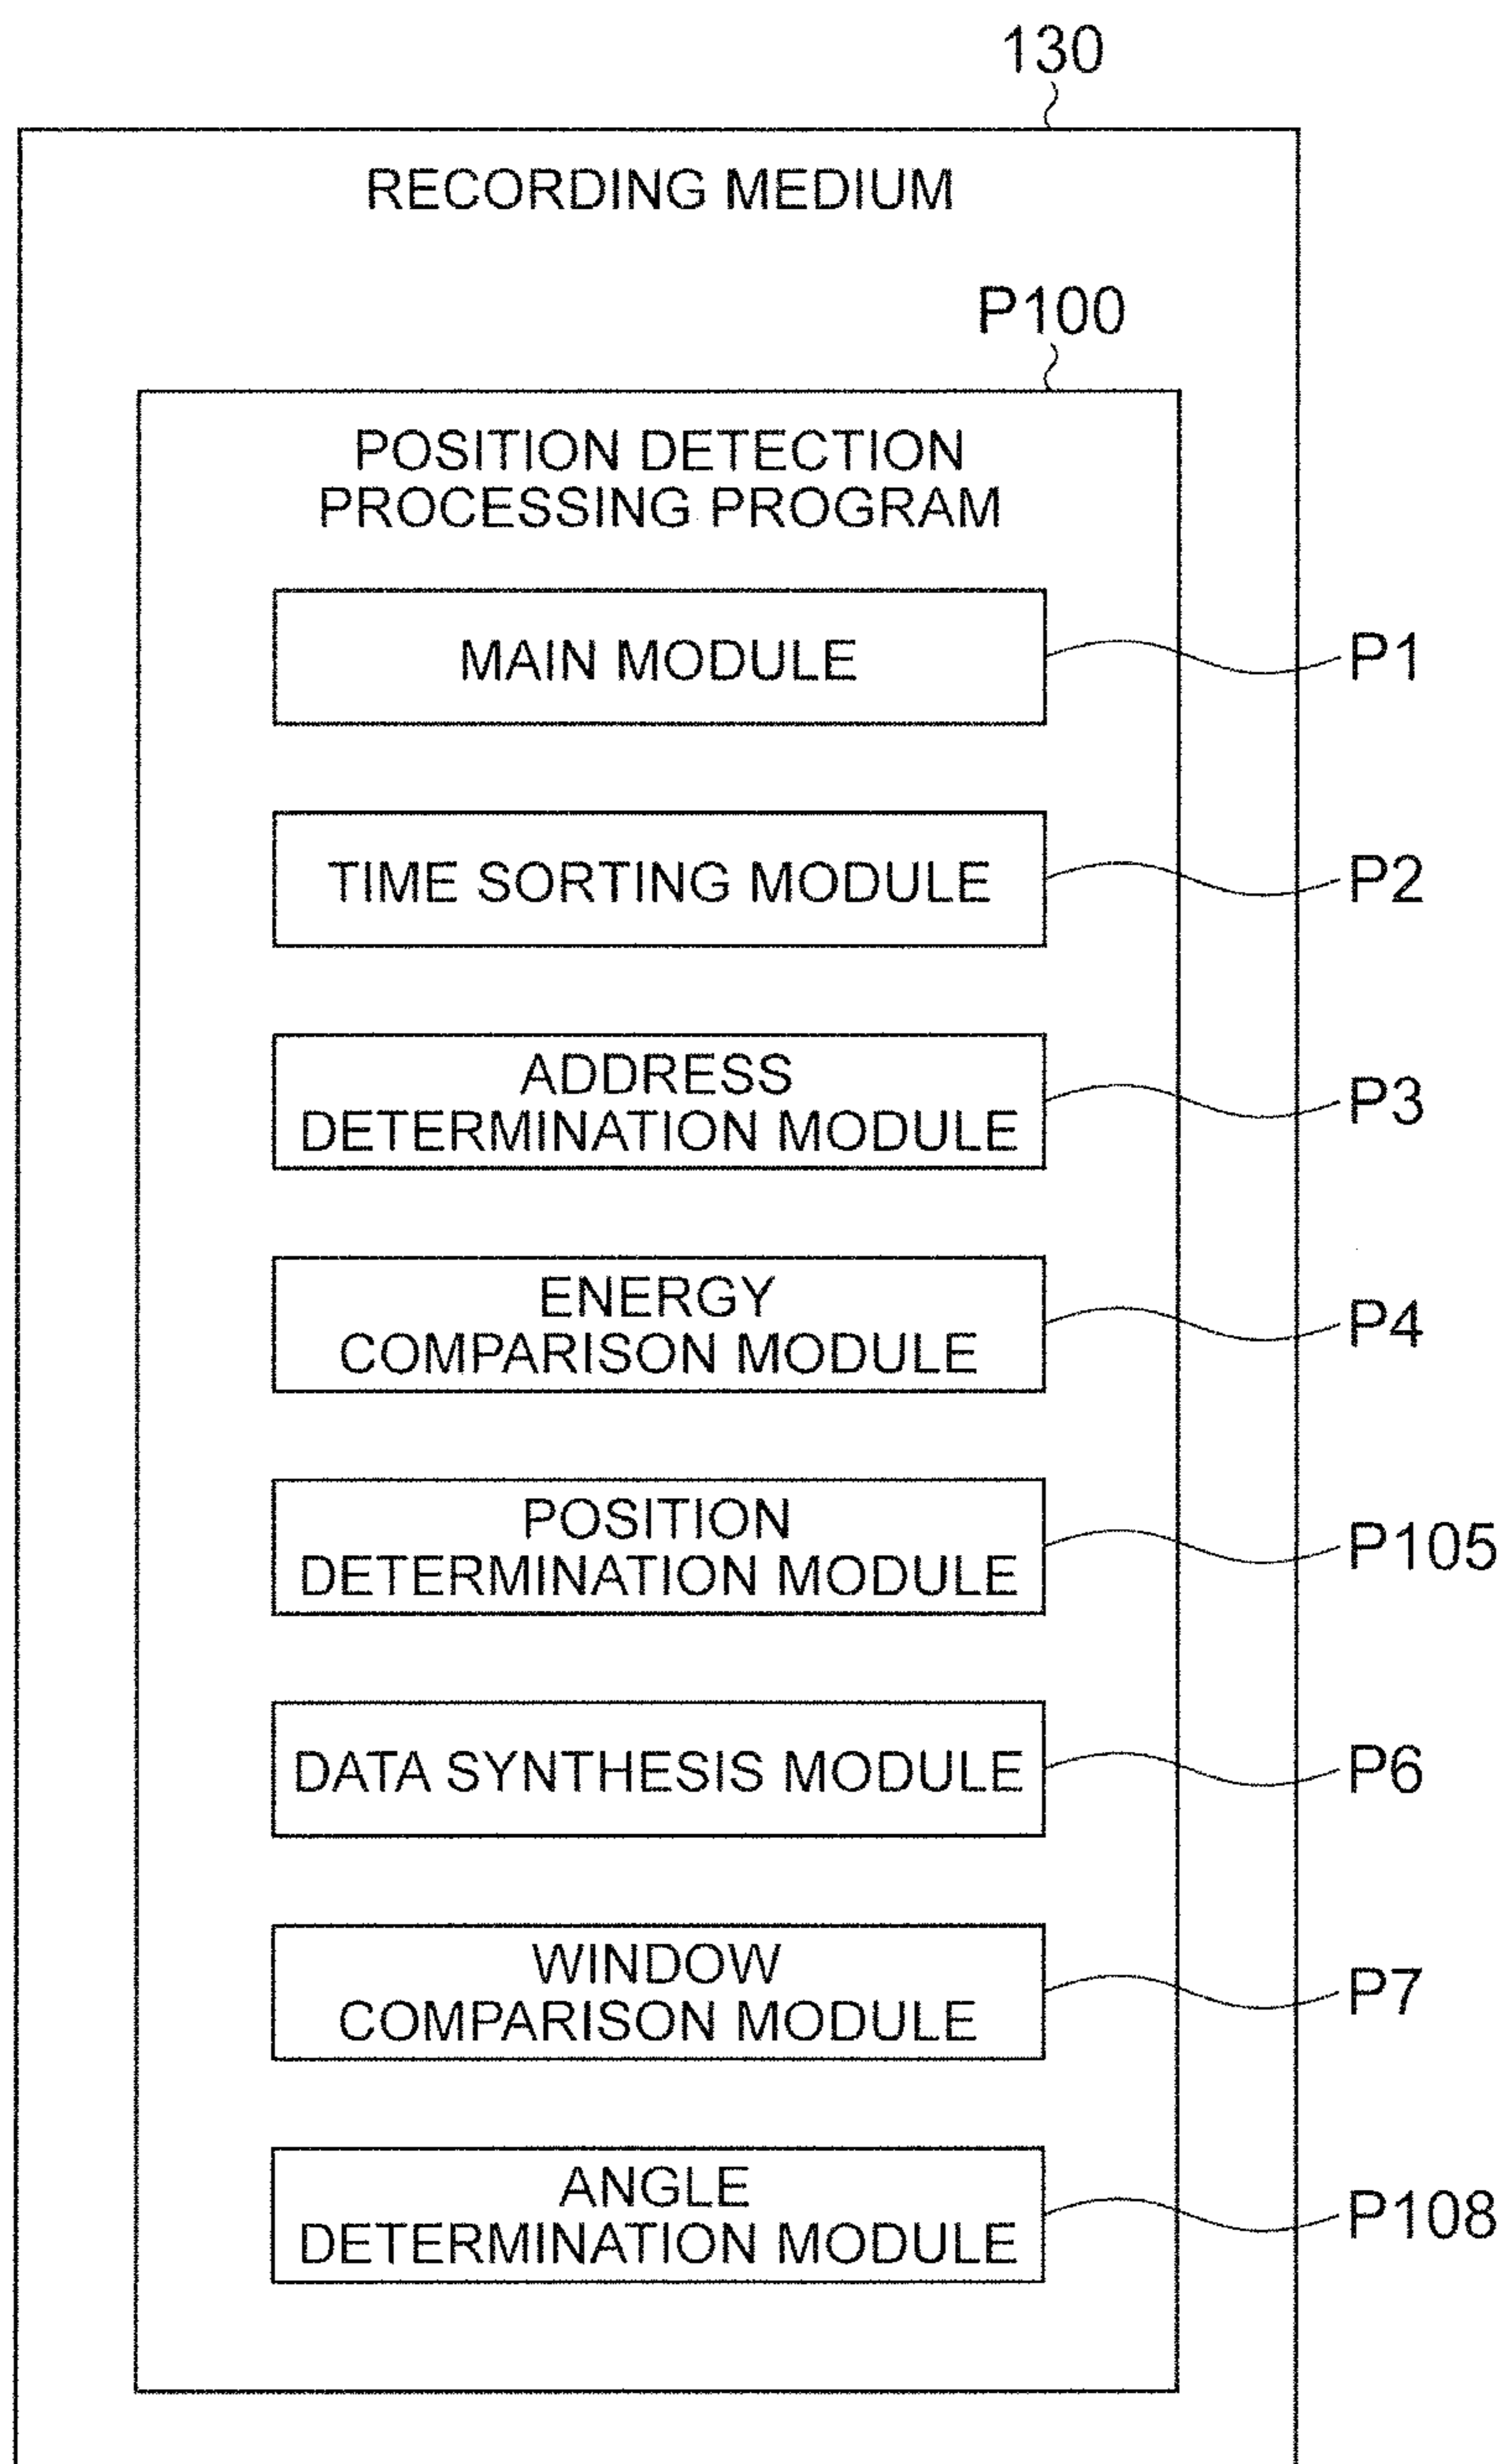 130
RECORDING MEDIUM
P100
POSITION DETECTION
PROCESSING PROGRAM
MAIN MODULE
P1
TIME SORTING MODULE
P2
ADDRESS
DETERMINATION MODULE
P3
ENERGY
COMPARISON MODULE
P4
POSITION
DETERMINATION MODULE
P105
DATA SYNTHESIS MODULE
P6
WINDOW
COMPARISON MODULE
P7
ANGLE
DETERMINATION MODULE
P108